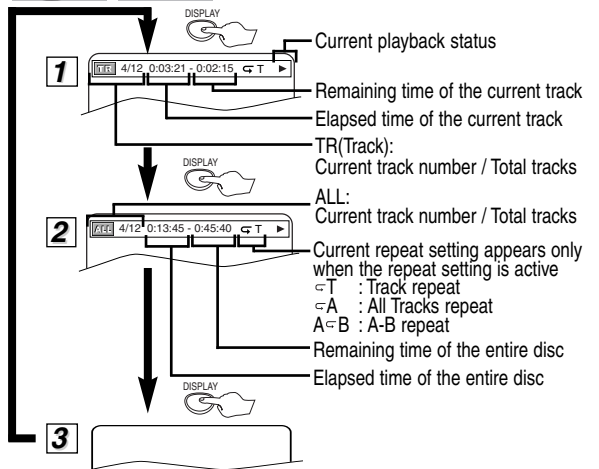 DISPLAY
Current playback status
1
TR 4/12 0:03:21 - 0:02:15 T ►
Remaining time of the current track
Elapsed time of the current track
TR(Track):
Current track number / Total tracks
DISPLAY
ALL:
Current track number / Total tracks
2
ALL 4/12 0:13:45 - 0:45:40 T ►
Current repeat setting appears only
when the repeat setting is active
T : Track repeat
A : All Tracks repeat
A B : A-B repeat
Remaining time of the entire disc
Elapsed time of the entire disc
DISPLAY
3